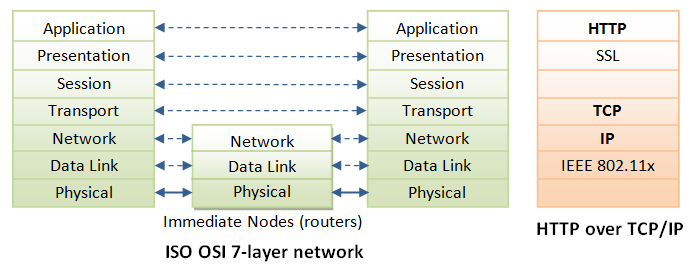 Application
Presentation
Session
Transport
Network
Data Link
Physical
Network
Data Link
Physical
Immediate Nodes (routers)
Application
Presentation
Session
Transport
Network
Data Link
Physical
ISO OSI 7-layer network
HTTP
SSL
TCP
IP
IEEE 802.11x
HTTP over TCP/IP